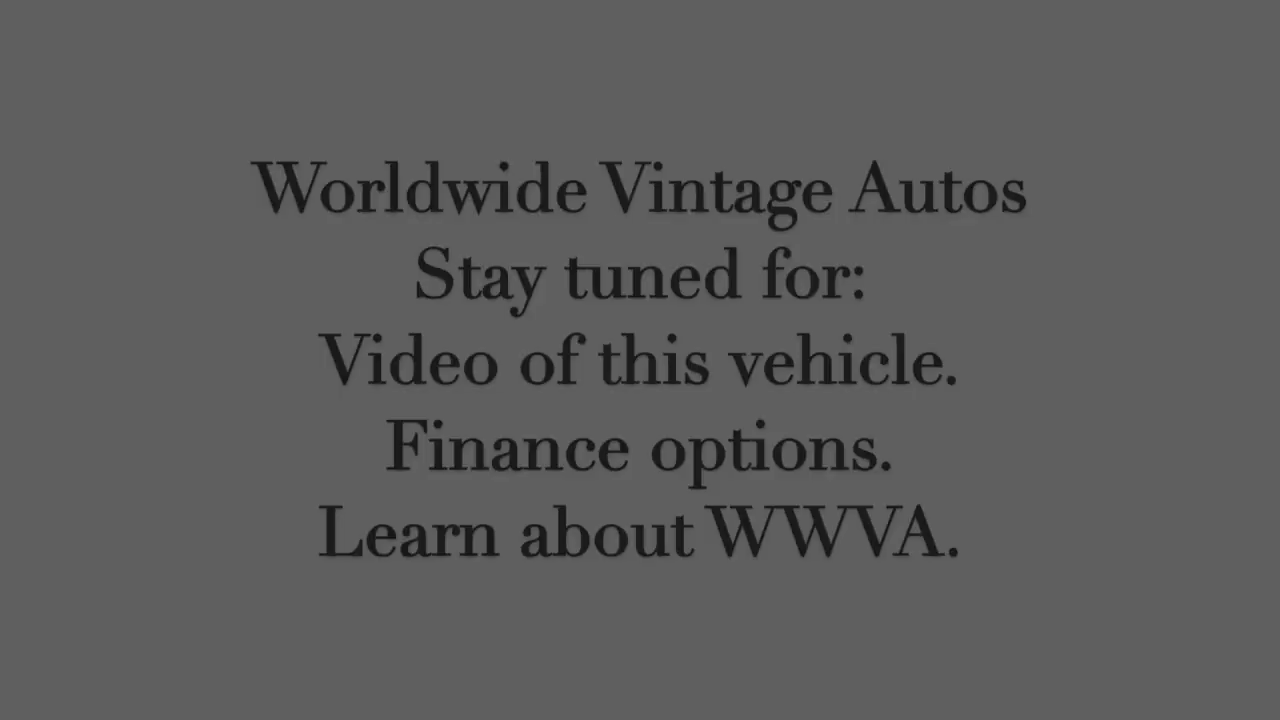 Worldwide Vintage Autos
Stay tuned for:
Video of this vehicle.
Finance options.
Learn about WWVA.